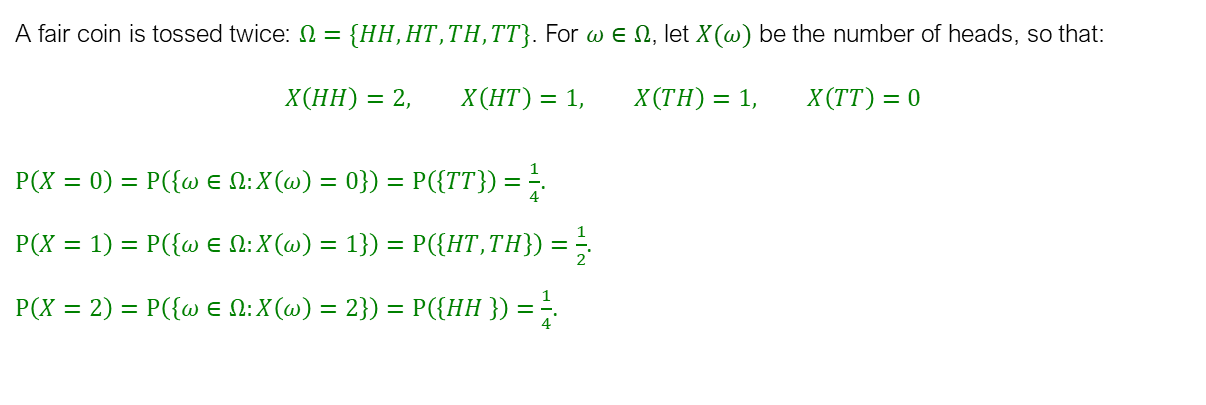 A fair coin is tossed twice: Ω = {HH, HT, TH, TT}. For ω ∈ Ω, let X(ω) be the number of heads, so that:
X(HH) = 2, X(HT) = 1, X(TH) = 1, X(TT) = 0
P(X = 0) = P({ω ∈ Ω: X(ω) = 0}) = P({TT}) = 1/4.
P(X = 1) = P({ω ∈ Ω: X(ω) = 1}) = P({HT, TH}) = 1/2.
P(X = 2) = P({ω ∈ Ω: X(ω) = 2}) = P({HH }) = 1/4.